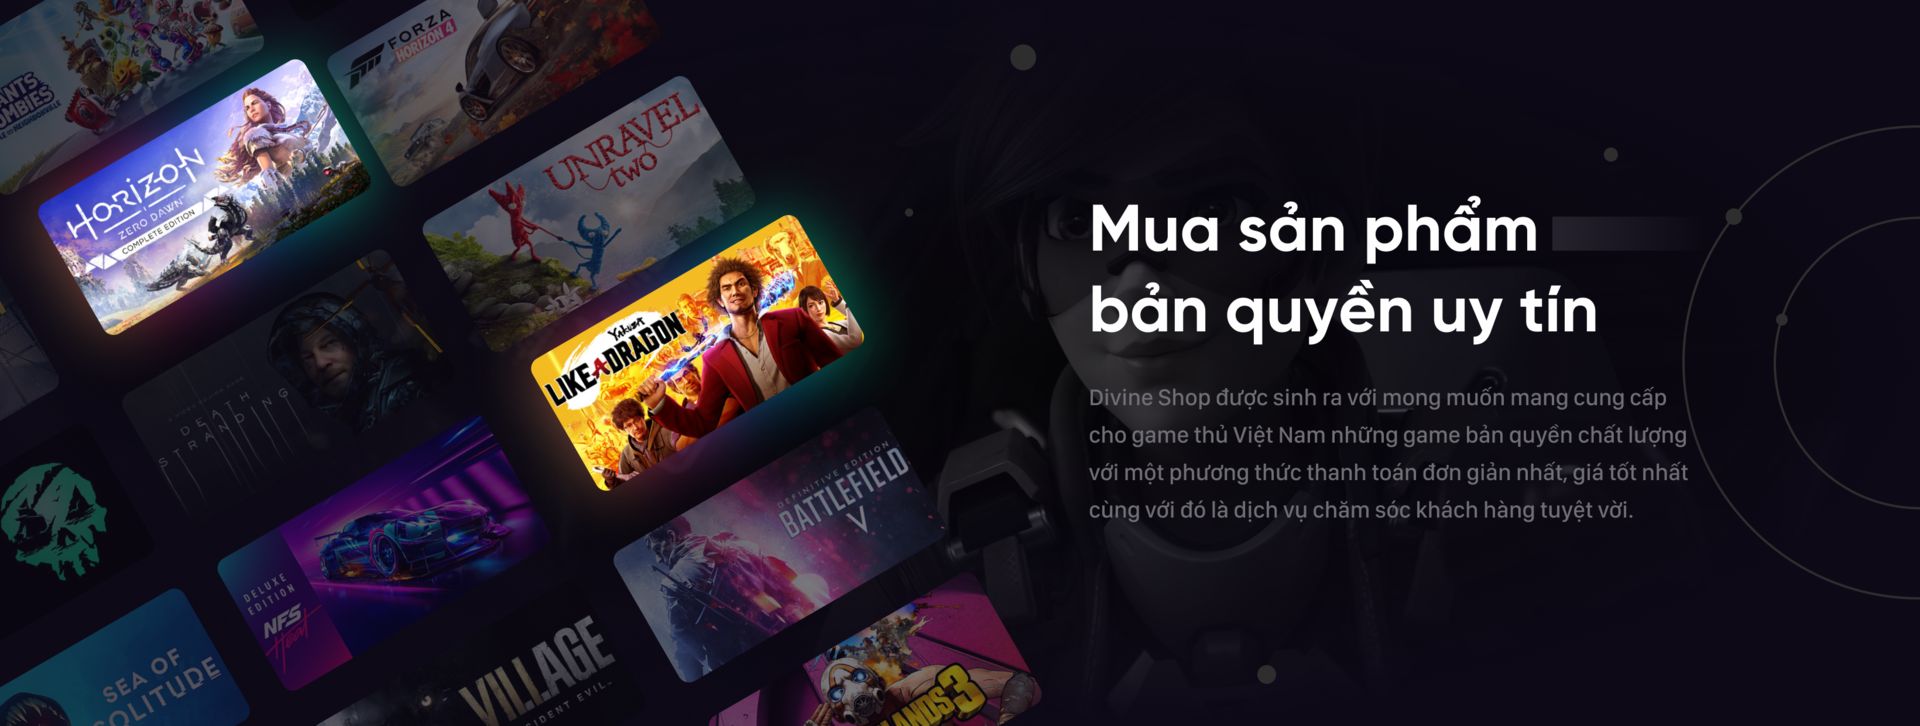 ANTS
OMBIES
FORZA
HORIZON 4
HORIZON
ZERO DAWN
COMPLETE EDITION
UNRAVEL
TWO
YAKUZA
LIKE A DRAGON
DEATH
STRANDING
DEFINITIVE EDITION
BATTLEFIELD
V
DELUXE
EDITION
NFS
Heat
SEA OF
SOLITUDE
VILLAGE
SIDENT EVIL
LANDS 3
Mua sản phẩm
bản quyền uy tín
Divine Shop được sinh ra với mong muốn mang cung cấp
cho game thủ Việt Nam những game bản quyền chất lượng
với một phương thức thanh toán đơn giản nhất, giá tốt nhất
cùng với đó là dịch vụ chăm sóc khách hàng tuyệt vời.